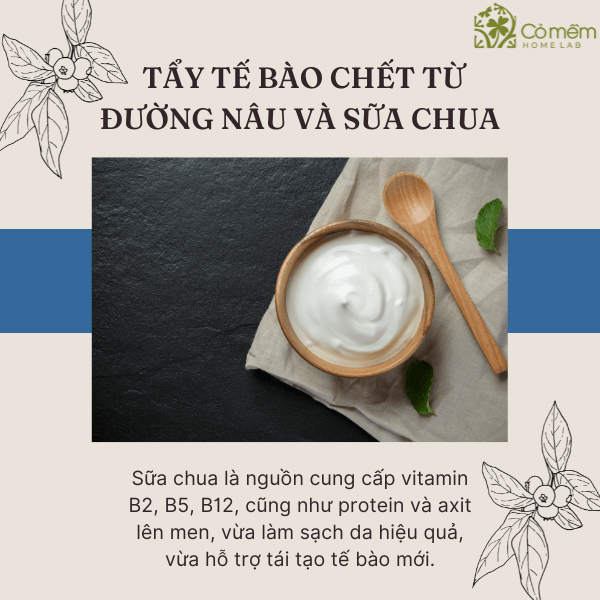 Cỏ mềm
HOME LAB
TẨY TẾ BÀO CHẾT TỪ
ĐƯỜNG NÂU VÀ SỮA CHUA
Sữa chua là nguồn cung cấp vitamin
B2, B5, B12, cũng như protein và axit
lên men, vừa làm sạch da hiệu quả,
vừa hỗ trợ tái tạo tế bào mới.